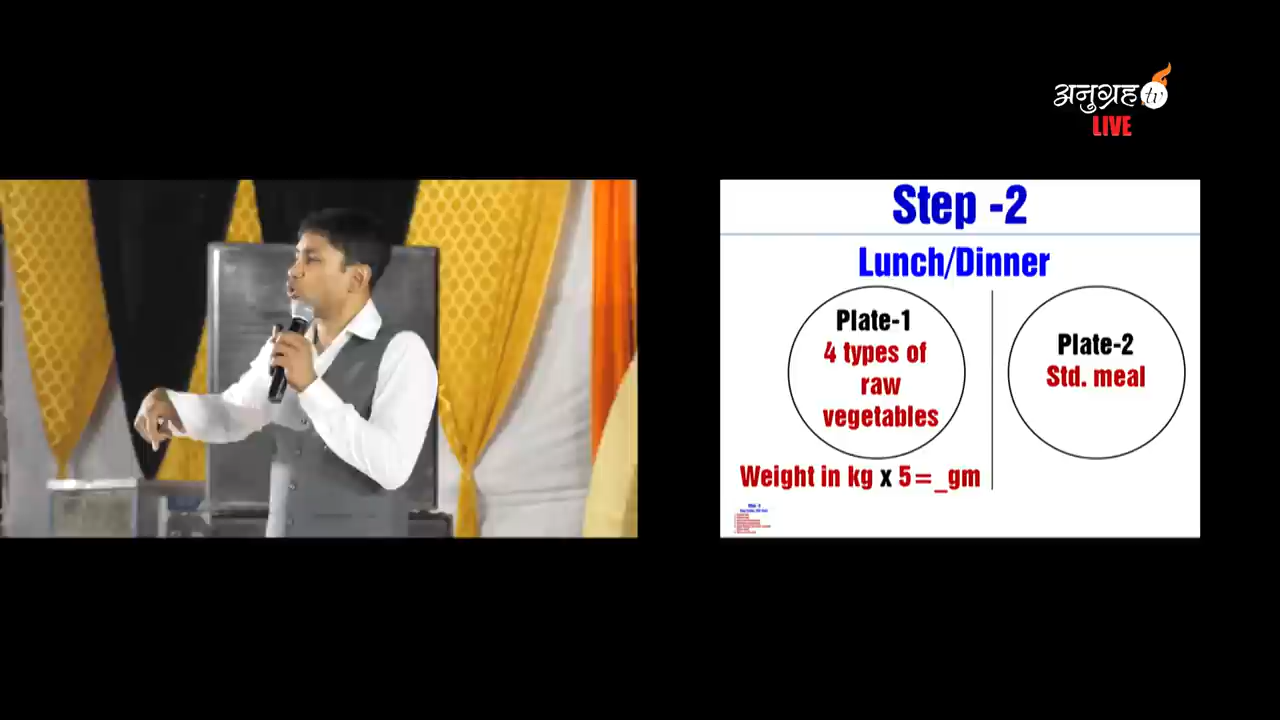 अनुग्रह tv
LIVE
Step -2
Lunch/Dinner
Plate-1
4 types of
raw
vegetables
Plate-2
Std. meal
Weight in kg x 5=_gm